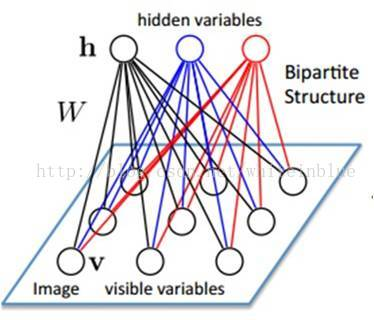 hidden variables
h
Bipartite
Structure
W
v
Image visible variables